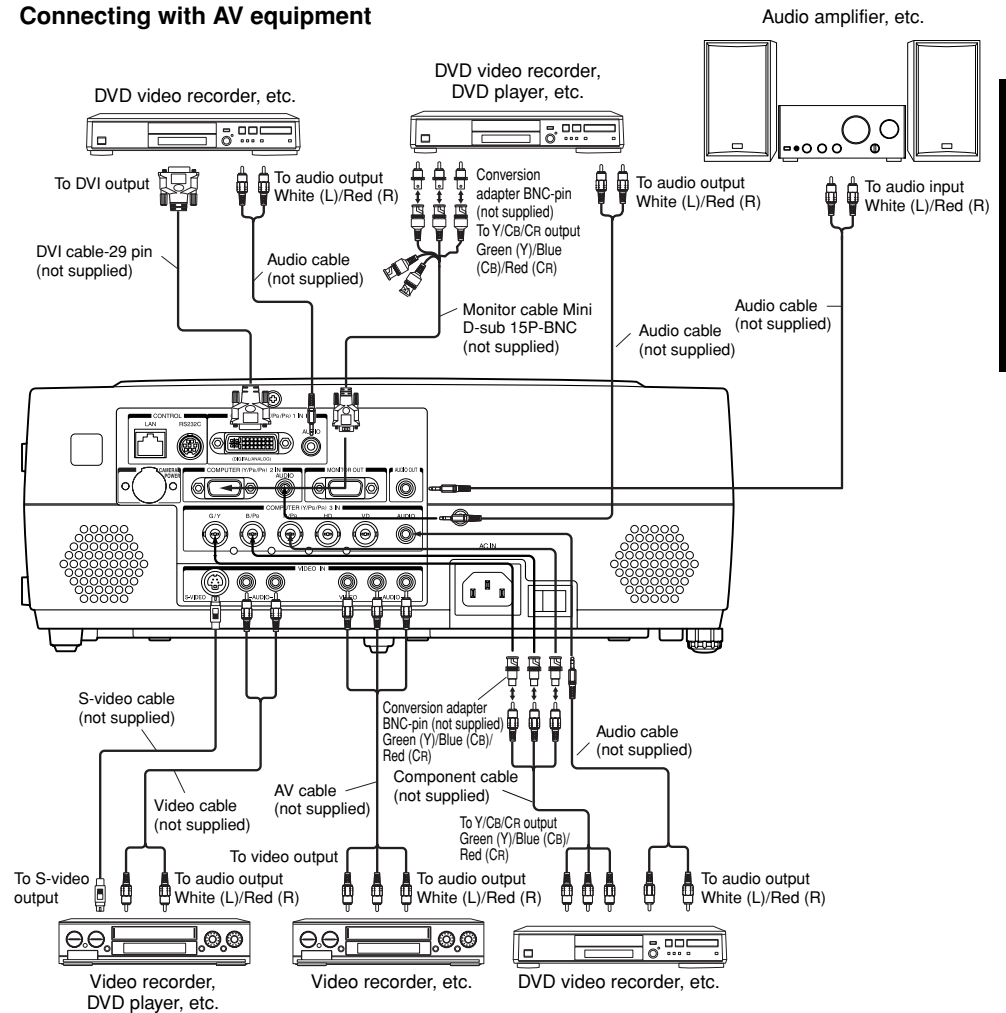 Connecting with AV equipment
Audio amplifier, etc.
DVD video recorder,
DVD player, etc.
DVD video recorder, etc.
To DVI output
To audio output
White (L)/Red (R)
Conversion
adapter BNC-pin
(not supplied)
To Y/CB/CR output
Green (Y)/Blue
(CB)/Red (CR)
To audio output
White (L)/Red (R)
To audio input
White (L)/Red (R)
DVI cable-29 pin
(not supplied)
Audio cable
(not supplied)
Monitor cable Mini
D-sub 15P-BNC
(not supplied)
Audio cable
(not supplied)
Audio cable
(not supplied)
CONTROL
LAN
RS232C
1 IN
AUDIO
(DIGITAL/ANALOG)
CAMERA
POWER
COMPUTER (Y/PB/PR) 2 IN
AUDIO
MONITOR OUT
AUDIO OUT
COMPUTER (Y/PB/PR) 3 IN
G/Y
B/PB
HD
VD
AUDIO
AC IN
VIDEO IN
S-VIDEO
AUDIO
VIDEO
AUDIO
S-video cable
(not supplied)
Conversion adapter
BNC-pin (not supplied)
Green (Y)/Blue (CB)/
Red (CR)
Audio cable
(not supplied)
Video cable
(not supplied)
AV cable
(not supplied)
Component cable
(not supplied)
To Y/CB/CR output
Green (Y)/Blue (CB)/
Red (CR)
To video output
To S-video
output
To audio output
White (L)/Red (R)
To audio output
White (L)/Red (R)
To audio output
White (L)/Red (R)
Video recorder,
DVD player, etc.
Video recorder, etc.
DVD video recorder, etc.